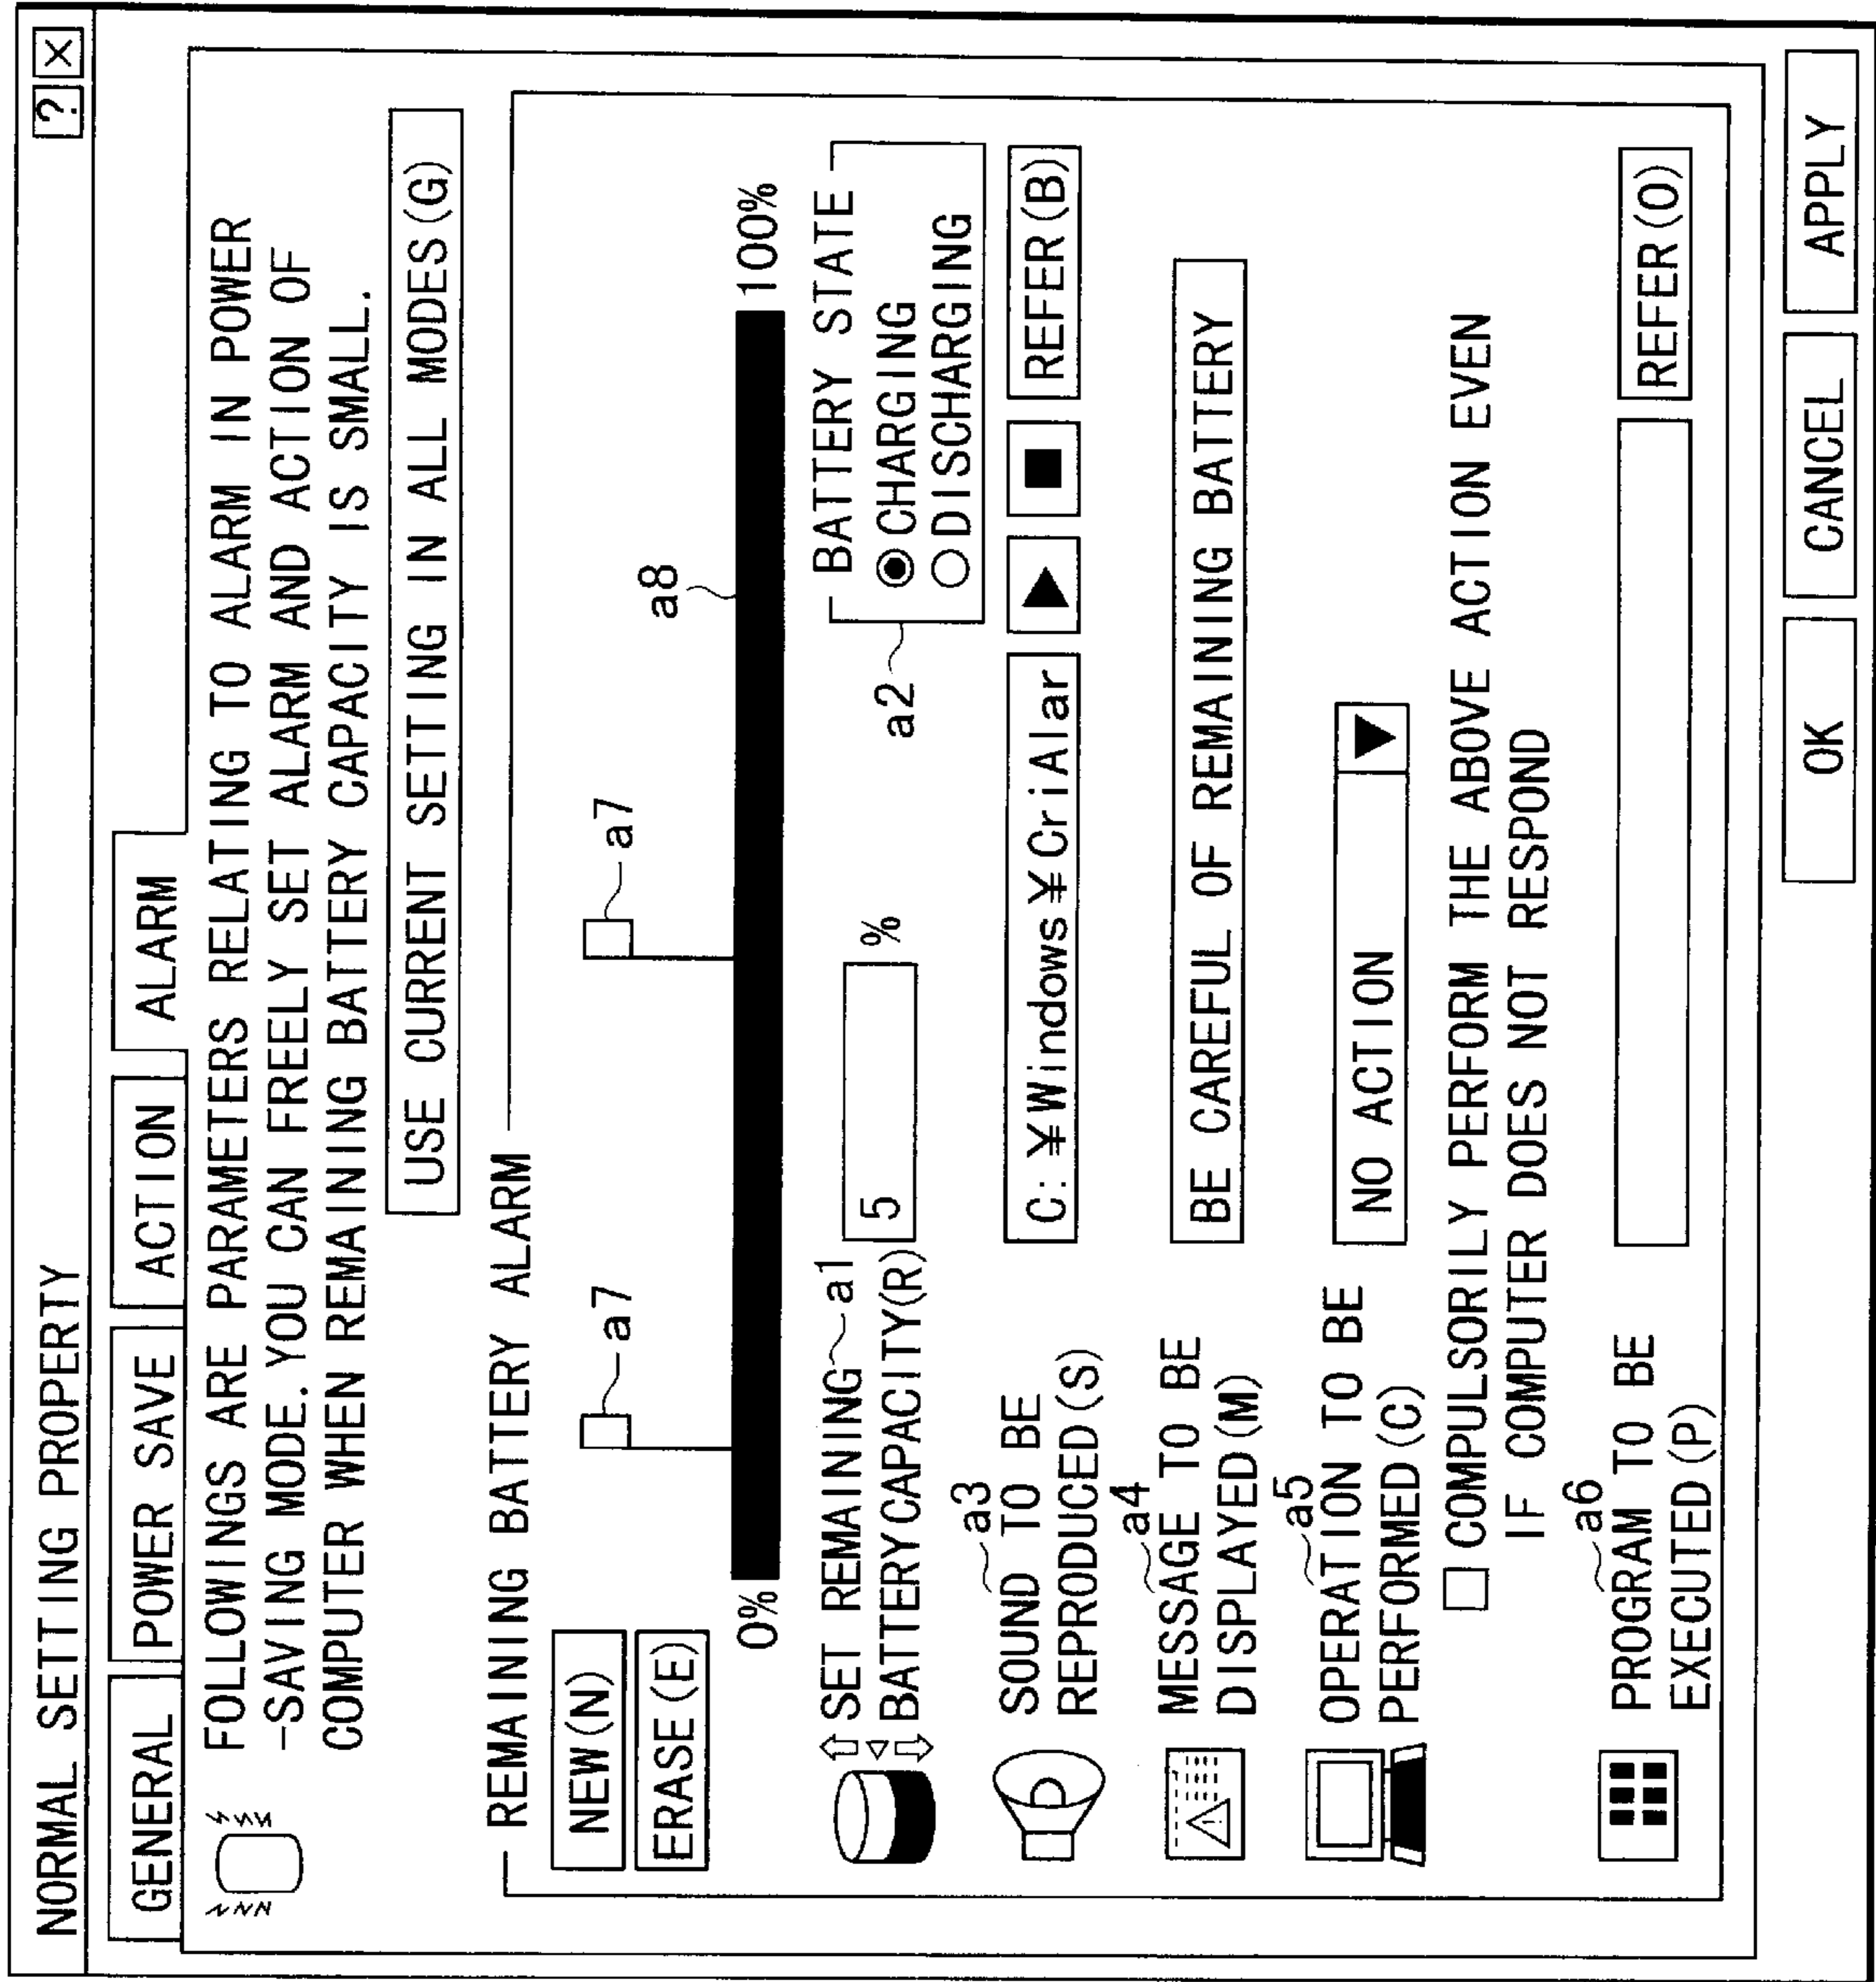 NORMAL SETTING PROPERTY
? ×
GENERAL
POWER SAVE
ACTION
ALARM
FOLLOWINGS ARE PARAMETERS RELATING TO ALARM IN POWER
-SAVING MODE. YOU CAN FREELY SET ALARM AND ACTION OF
COMPUTER WHEN REMAINING BATTERY CAPACITY IS SMALL.
USE CURRENT SETTING IN ALL MODES(G)
REMAINING BATTERY ALARM
NEW(N)
ERASE(E)
a7
a7
a8
0%
100%
SET REMAINING a1
BATTERY CAPACITY(R)
5 %
a2
BATTERY STATE
CHARGING
DISCHARGING
a3
SOUND TO BE
REPRODUCED(S)
C:¥Windows¥CriAlar
REFER(B)
a4
MESSAGE TO BE
DISPLAYED(M)
BE CAREFUL OF REMAINING BATTERY
a5
OPERATION TO BE
PERFORMED(C)
NO ACTION
COMPULSORILY PERFORM THE ABOVE ACTION EVEN
IF COMPUTER DOES NOT RESPOND
a6
PROGRAM TO BE
EXECUTED(P)
REFER(O)
OK
CANCEL
APPLY